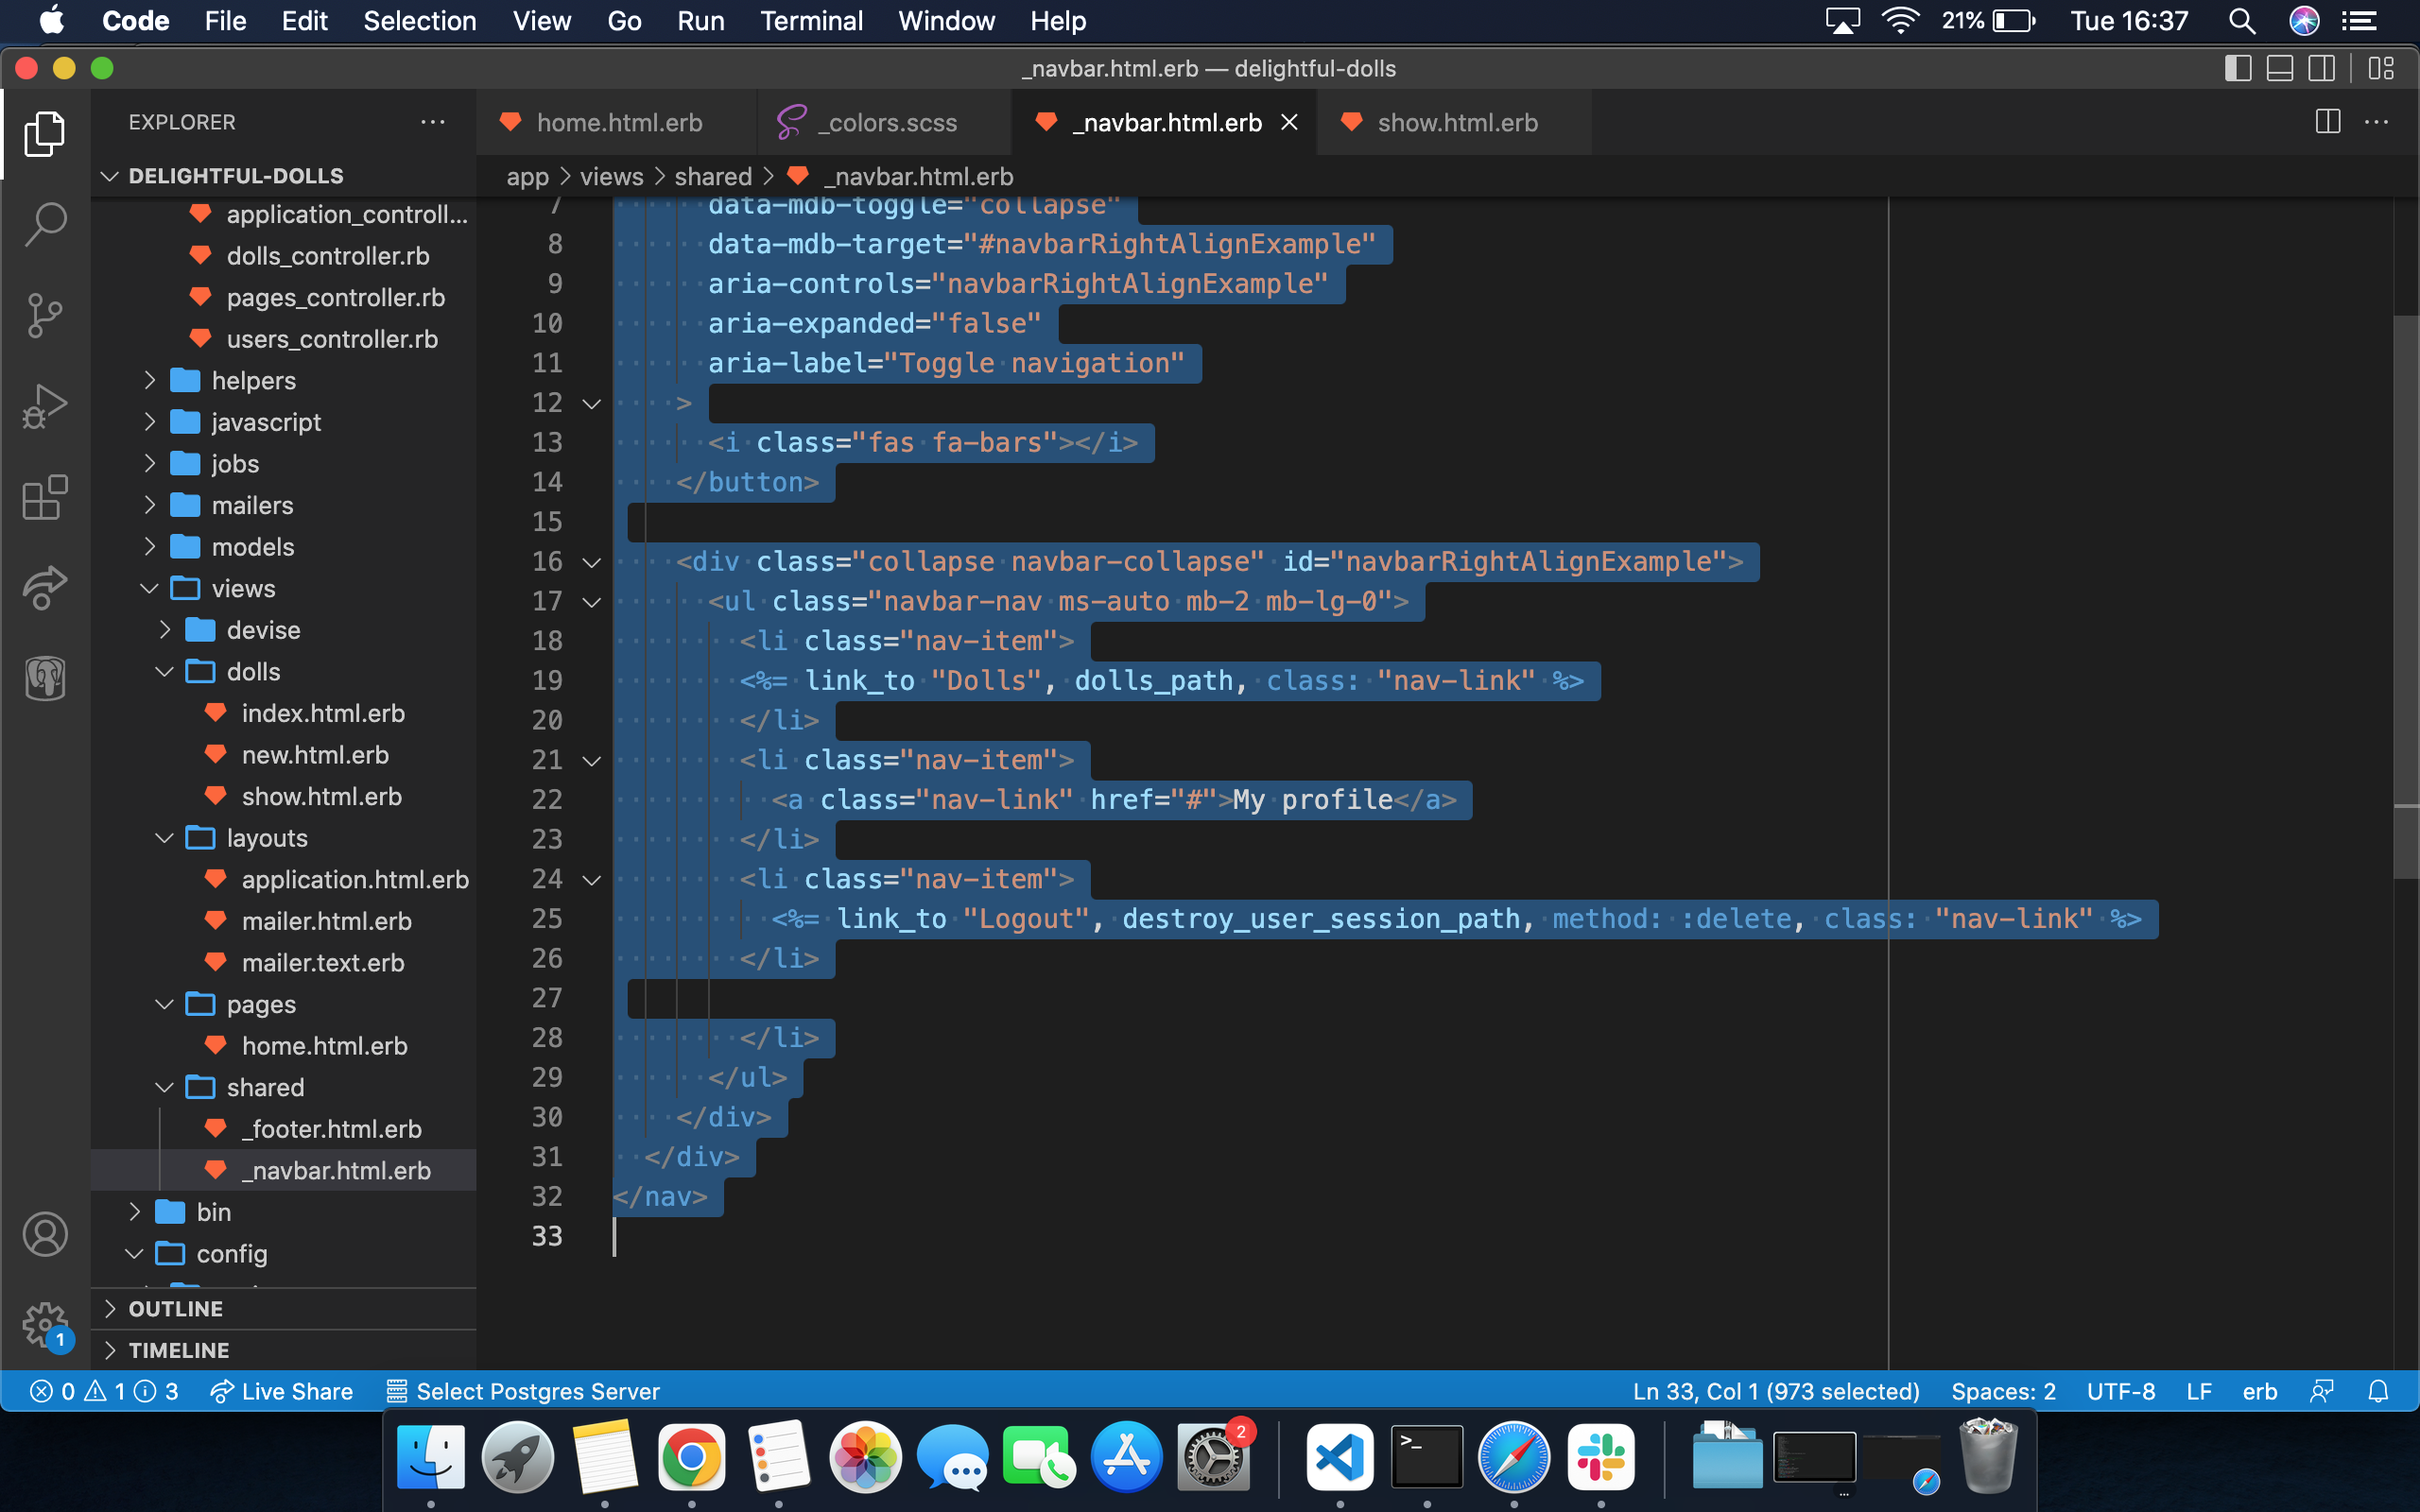 Code File Edit Selection View Go Run Terminal Window Help 21% Tue 16:37
_navbar.html.erb — delightful-dolls
EXPLORER
DELIGHTFUL-DOLLS
application_controll...
dolls_controller.rb
pages_controller.rb
users_controller.rb
helpers
javascript
jobs
mailers
models
views
devise
dolls
index.html.erb
new.html.erb
show.html.erb
layouts
application.html.erb
mailer.html.erb
mailer.text.erb
pages
home.html.erb
shared
_footer.html.erb
_navbar.html.erb
bin
config
OUTLINE
TIMELINE
1
home.html.erb _colors.scss _navbar.html.erb show.html.erb
app > views > shared > _navbar.html.erb
7 data-mdb-toggle="collapse"
8 data-mdb-target="#navbarRightAlignExample"
9 aria-controls="navbarRightAlignExample"
10 aria-expanded="false"
11 aria-label="Toggle navigation"
12 >
13 <i class="fas fa-bars"></i>
14 </button>
15
16 <div class="collapse navbar-collapse" id="navbarRightAlignExample">
17 <ul class="navbar-nav ms-auto mb-2 mb-lg-0">
18 <li class="nav-item">
19 <%= link_to "Dolls", dolls_path, class: "nav-link" %>
20 </li>
21 <li class="nav-item">
22 <a class="nav-link" href="#">My profile</a>
23 </li>
24 <li class="nav-item">
25 <%= link_to "Logout", destroy_user_session_path, method: :delete, class: "nav-link" %>
26 </li>
27
28 </li>
29 </ul>
30 </div>
31 </div>
32 </nav>
33
0 1 3 Live Share Select Postgres Server Ln 33, Col 1 (973 selected) Spaces: 2 UTF-8 LF erb
2
>_